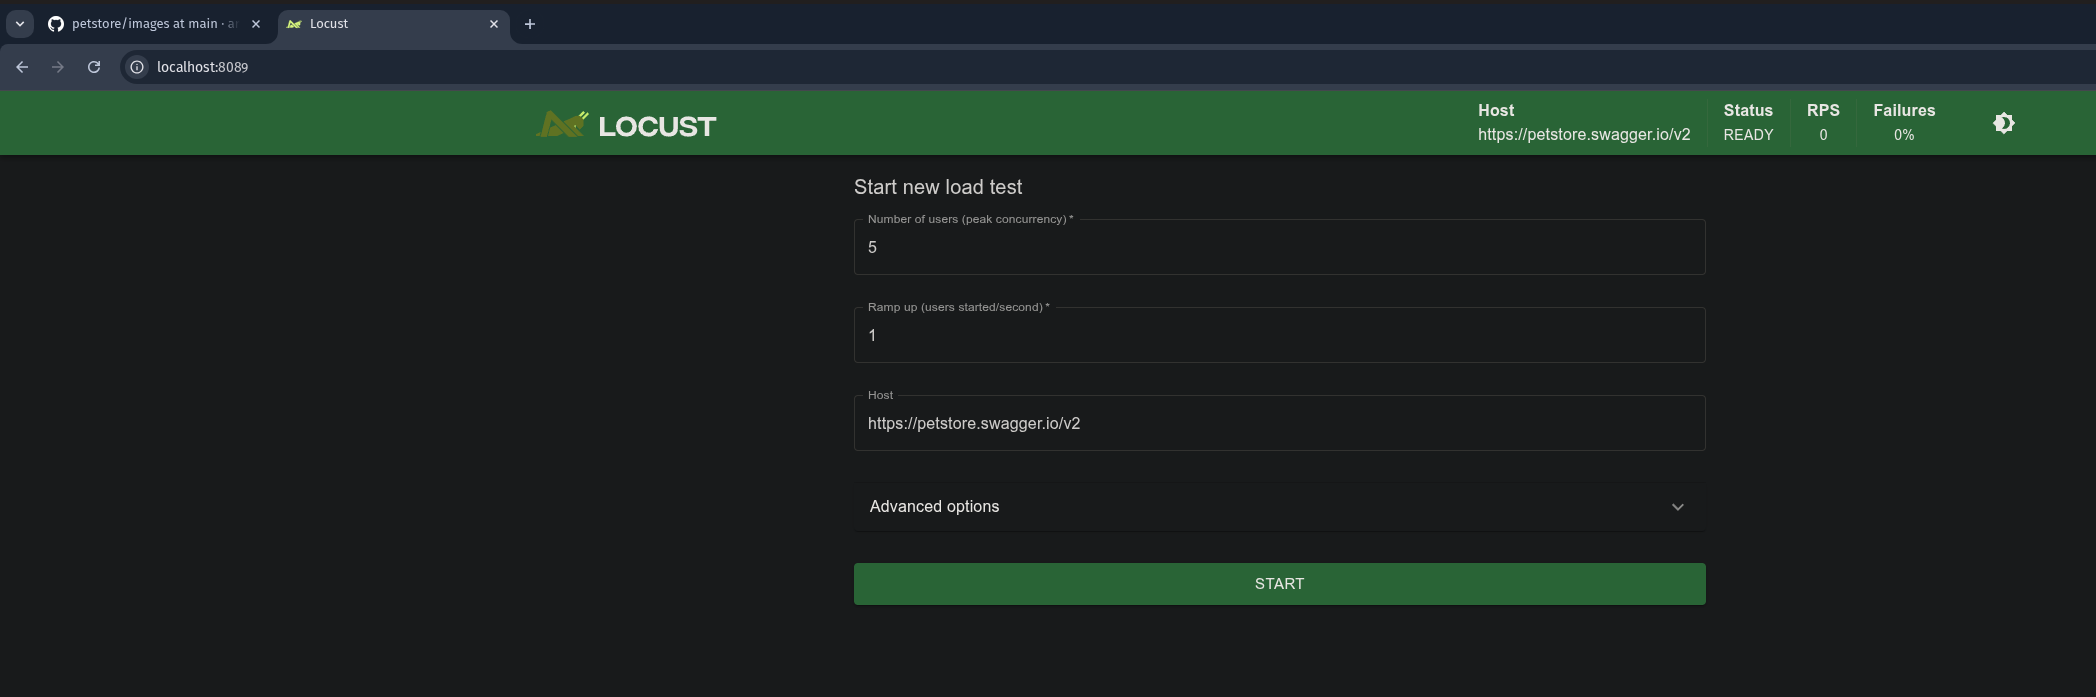 petstore/images at main ·
Locust
localhost:8089
LOCUST
Host
https://petstore.swagger.io/v2
Status
READY
RPS
0
Failures
0%
Start new load test
Number of users (peak concurrency) *
5
Ramp up (users started/second) *
1
Host
https://petstore.swagger.io/v2
Advanced options
START